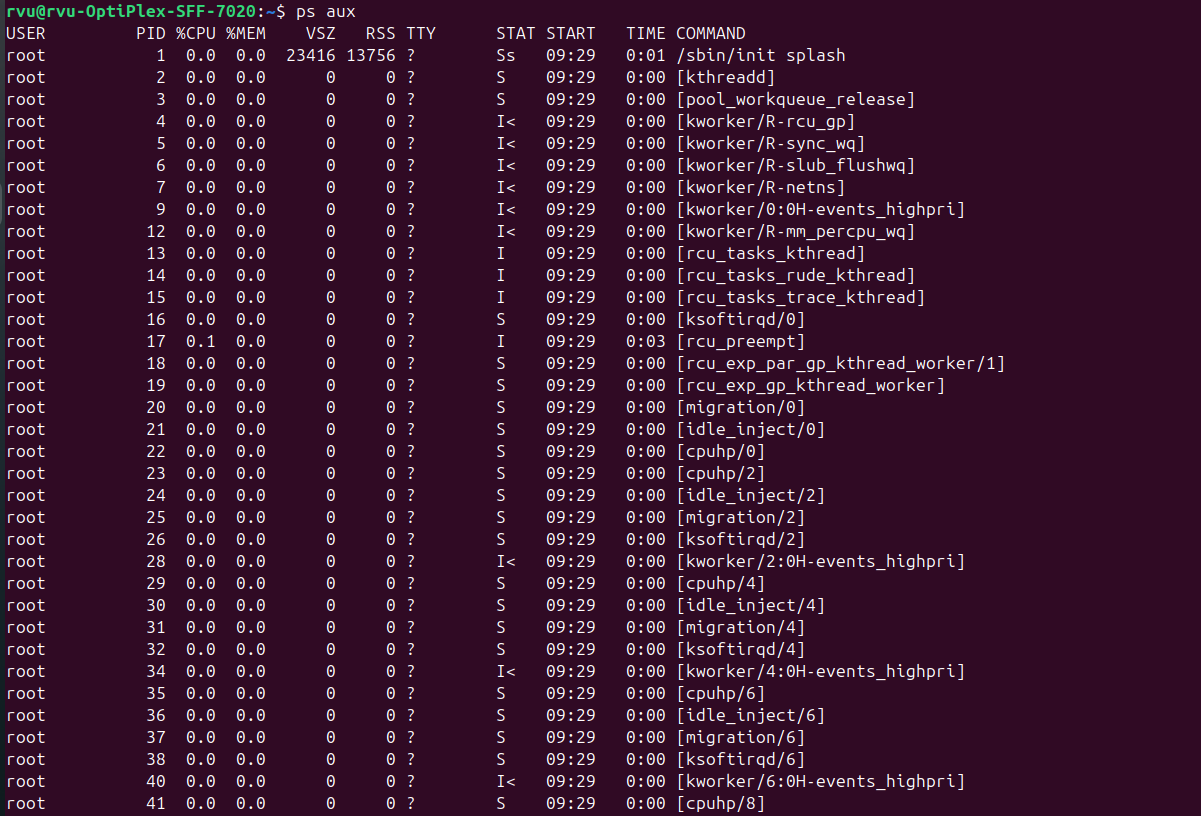 rvu@rvu-OptiPlex-SFF-7020:~$ ps aux
USER         PID %CPU %MEM    VSZ   RSS TTY      STAT START   TIME COMMAND
root           1  0.0  0.0  23416 13756 ?        Ss   09:29   0:01 /sbin/init splash
root           2  0.0  0.0      0     0 ?        S    09:29   0:00 [kthreadd]
root           3  0.0  0.0      0     0 ?        S    09:29   0:00 [pool_workqueue_release]
root           4  0.0  0.0      0     0 ?        I<   09:29   0:00 [kworker/R-rcu_gp]
root           5  0.0  0.0      0     0 ?        I<   09:29   0:00 [kworker/R-sync_wq]
root           6  0.0  0.0      0     0 ?        I<   09:29   0:00 [kworker/R-slub_flushwq]
root           7  0.0  0.0      0     0 ?        I<   09:29   0:00 [kworker/R-netns]
root           9  0.0  0.0      0     0 ?        I<   09:29   0:00 [kworker/0:0H-events_highpri]
root          12  0.0  0.0      0     0 ?        I<   09:29   0:00 [kworker/R-mm_percpu_wq]
root          13  0.0  0.0      0     0 ?        I    09:29   0:00 [rcu_tasks_kthread]
root          14  0.0  0.0      0     0 ?        I    09:29   0:00 [rcu_tasks_rude_kthread]
root          15  0.0  0.0      0     0 ?        I    09:29   0:00 [rcu_tasks_trace_kthread]
root          16  0.0  0.0      0     0 ?        S    09:29   0:00 [ksoftirqd/0]
root          17  0.1  0.0      0     0 ?        I    09:29   0:03 [rcu_preempt]
root          18  0.0  0.0      0     0 ?        S    09:29   0:00 [rcu_exp_par_gp_kthread_worker/1]
root          19  0.0  0.0      0     0 ?        S    09:29   0:00 [rcu_exp_gp_kthread_worker]
root          20  0.0  0.0      0     0 ?        S    09:29   0:00 [migration/0]
root          21  0.0  0.0      0     0 ?        S    09:29   0:00 [idle_inject/0]
root          22  0.0  0.0      0     0 ?        S    09:29   0:00 [cpuhp/0]
root          23  0.0  0.0      0     0 ?        S    09:29   0:00 [cpuhp/2]
root          24  0.0  0.0      0     0 ?        S    09:29   0:00 [idle_inject/2]
root          25  0.0  0.0      0     0 ?        S    09:29   0:00 [migration/2]
root          26  0.0  0.0      0     0 ?        S    09:29   0:00 [ksoftirqd/2]
root          28  0.0  0.0      0     0 ?        I<   09:29   0:00 [kworker/2:0H-events_highpri]
root          29  0.0  0.0      0     0 ?        S    09:29   0:00 [cpuhp/4]
root          30  0.0  0.0      0     0 ?        S    09:29   0:00 [idle_inject/4]
root          31  0.0  0.0      0     0 ?        S    09:29   0:00 [migration/4]
root          32  0.0  0.0      0     0 ?        S    09:29   0:00 [ksoftirqd/4]
root          34  0.0  0.0      0     0 ?        I<   09:29   0:00 [kworker/4:0H-events_highpri]
root          35  0.0  0.0      0     0 ?        S    09:29   0:00 [cpuhp/6]
root          36  0.0  0.0      0     0 ?        S    09:29   0:00 [idle_inject/6]
root          37  0.0  0.0      0     0 ?        S    09:29   0:00 [migration/6]
root          38  0.0  0.0      0     0 ?        S    09:29   0:00 [ksoftirqd/6]
root          40  0.0  0.0      0     0 ?        I<   09:29   0:00 [kworker/6:0H-events_highpri]
root          41  0.0  0.0      0     0 ?        S    09:29   0:00 [cpuhp/8]